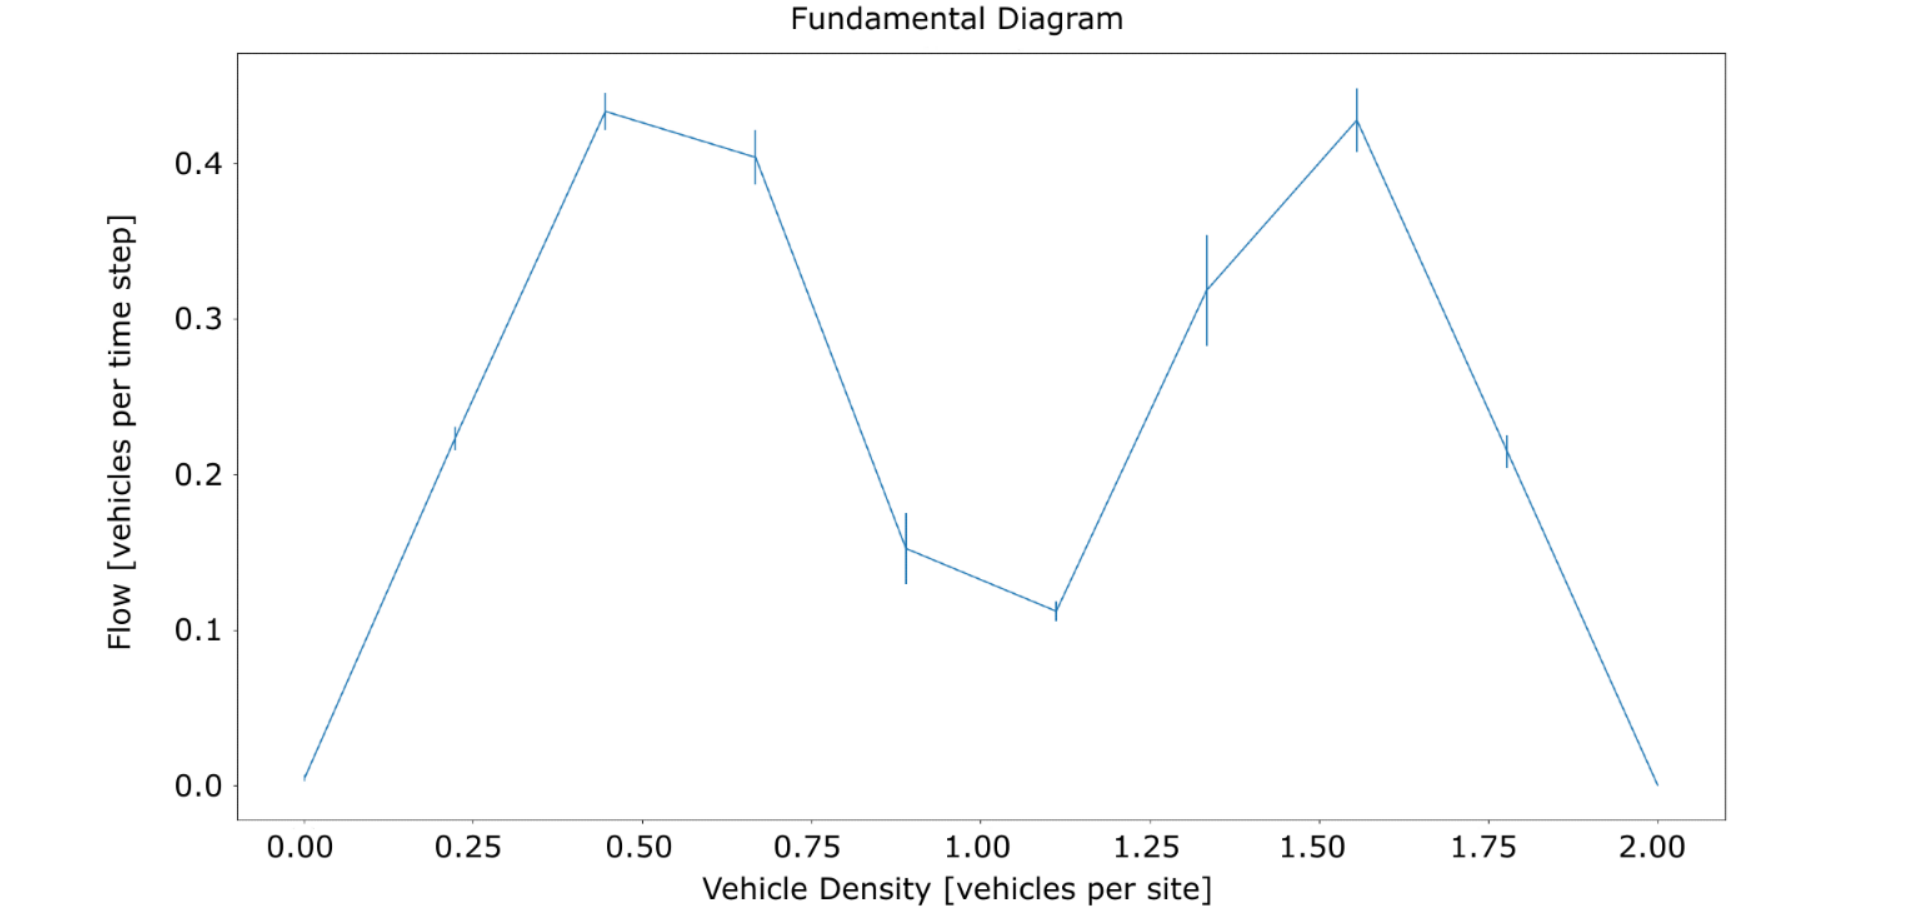 Fundamental Diagram
Flow [vehicles per time step]
0.4
0.3
0.2
0.1
0.0
0.00 0.25 0.50 0.75 1.00 1.25 1.50 1.75 2.00
Vehicle Density [vehicles per site]